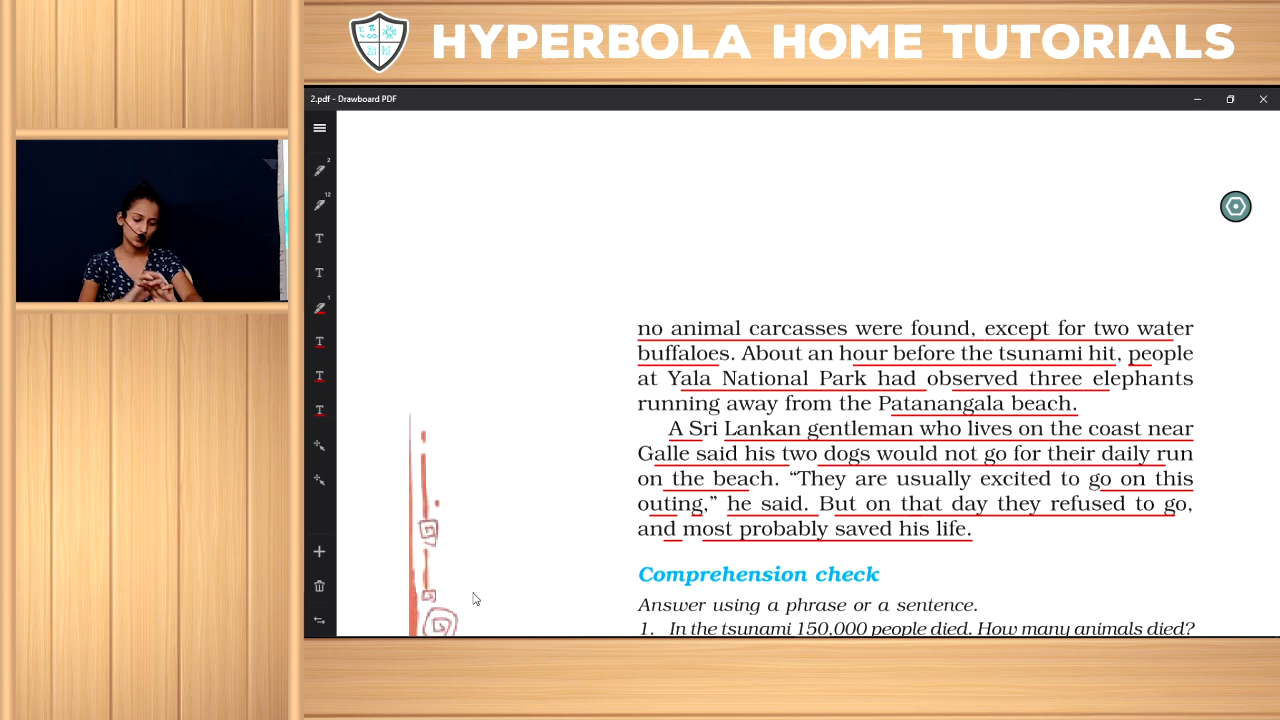 HYPERBOLA HOME TUTORIALS
2.pdf - Drawboard PDF
2
12
T
T
1
T
T
T
no animal carcasses were found, except for two water
buffaloes. About an hour before the tsunami hit, people
at Yala National Park had observed three elephants
running away from the Patanangala beach.
A Sri Lankan gentleman who lives on the coast near
Galle said his two dogs would not go for their daily run
on the beach. “They are usually excited to go on this
outing,” he said. But on that day they refused to go,
and most probably saved his life.
Comprehension check
Answer using a phrase or a sentence.
1. In the tsunami 150,000 people died. How many animals died?